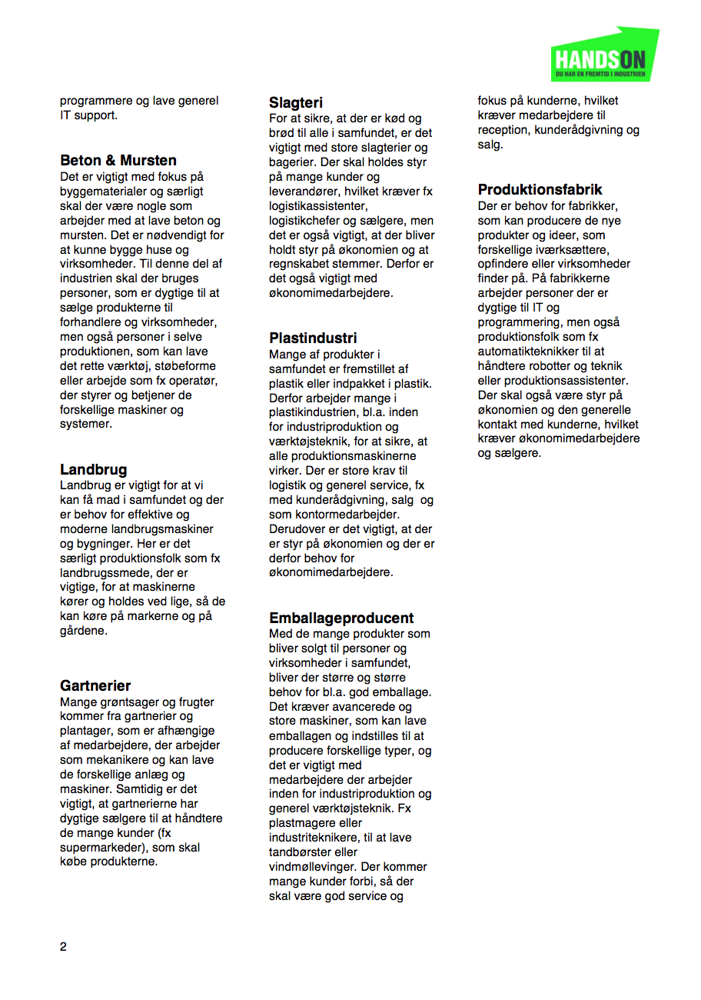 HANDSON
DU HAR EN FREMTID I INDUSTRIEN
programmere og lave generel
IT support.
Beton & Mursten
Det er vigtigt med fokus på
byggematerialer og særligt
skal der være nogle som
arbejder med at lave beton og
mursten. Det er nødvendigt for
at kunne bygge huse og
virksomheder. Til denne del af
industrien skal der bruges
personer, som er dygtige til at
sælge produkterne til
forhandlere og virksomheder,
men også personer i selve
produktionen, som kan lave
det rette værktøj, støbeforme
eller arbejde som fx operatør,
der styrer og betjener de
forskellige maskiner og
systemer.
Landbrug
Landbrug er vigtigt for at vi
kan få mad i samfundet og der
er behov for effektive og
moderne landbrugsmaskiner
og bygninger. Her er det
særligt produktionsfolk som fx
landbrugssmede, der er
vigtige, for at maskinerne
kører og holdes ved lige, så de
kan køre på markerne og på
gårdene.
Gartnerier
Mange grøntsager og frugter
kommer fra gartnerier og
plantager, som er afhængige
af medarbejdere, der arbejder
som mekanikere og kan lave
de forskellige anlæg og
maskiner. Samtidig er det
vigtigt, at gartnerierne har
dygtige sælgere til at håndtere
de mange kunder (fx
supermarkeder), som skal
købe produkterne.
Slagteri
For at sikre, at der er kød og
brød til alle i samfundet, er det
vigtigt med store slagterier og
bagerier. Der skal holdes styr
på mange kunder og
leverandører, hvilket kræver fx
logistikassistenter,
logistikchefer og sælgere, men
det er også vigtigt, at der bliver
holdt styr på økonomien og at
regnskabet stemmer. Derfor er
det også vigtigt med
økonomimedarbejdere.
Plastindustri
Mange af produkter i
samfundet er fremstillet af
plastik eller indpakket i plastik.
Derfor arbejder mange i
plastikindustrien, bl.a. inden
for industriproduktion og
værktøjsteknik, for at sikre, at
alle produktionsmaskinerne
virker. Der er store krav til
logistik og generel service, fx
med kunderådgivning, salg  og
som kontormedarbejder.
Derudover er det vigtigt, at der
er styr på økonomien og der er
derfor behov for
økonomimedarbejdere.
Emballageproducent
Med de mange produkter som
bliver solgt til personer og
virksomheder i samfundet,
bliver der større og større
behov for bl.a. god emballage.
Det kræver avancerede og
store maskiner, som kan lave
emballagen og indstilles til at
producere forskellige typer, og
det er vigtigt med
medarbejdere der arbejder
inden for industriproduktion og
generel værktøjsteknik. Fx
plastmagere eller
industriteknikere, til at lave
tandbørster eller
vindmøllevinger. Der kommer
mange kunder forbi, så der
skal være god service og
fokus på kunderne, hvilket
kræver medarbejdere til
reception, kunderådgivning og
salg.
Produktionsfabrik
Der er behov for fabrikker,
som kan producere de nye
produkter og ideer, som
forskellige iværksættere,
opfindere eller virksomheder
finder på. På fabrikkerne
arbejder personer der er
dygtige til IT og
programmering, men også
produktionsfolk som fx
automatikteknikker til at
håndtere robotter og teknik
eller produktionsassistenter.
Der skal også være styr på
økonomien og den generelle
kontakt med kunderne, hvilket
kræver økonomimedarbejdere
og sælgere.
2